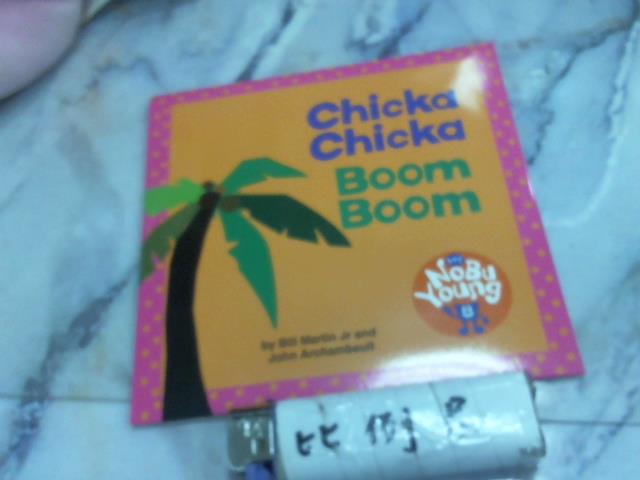 Chicka
Chicka
Boom
Boom
NoBu
Young
by Bill Martin Jr and
John Archambault
比例尺